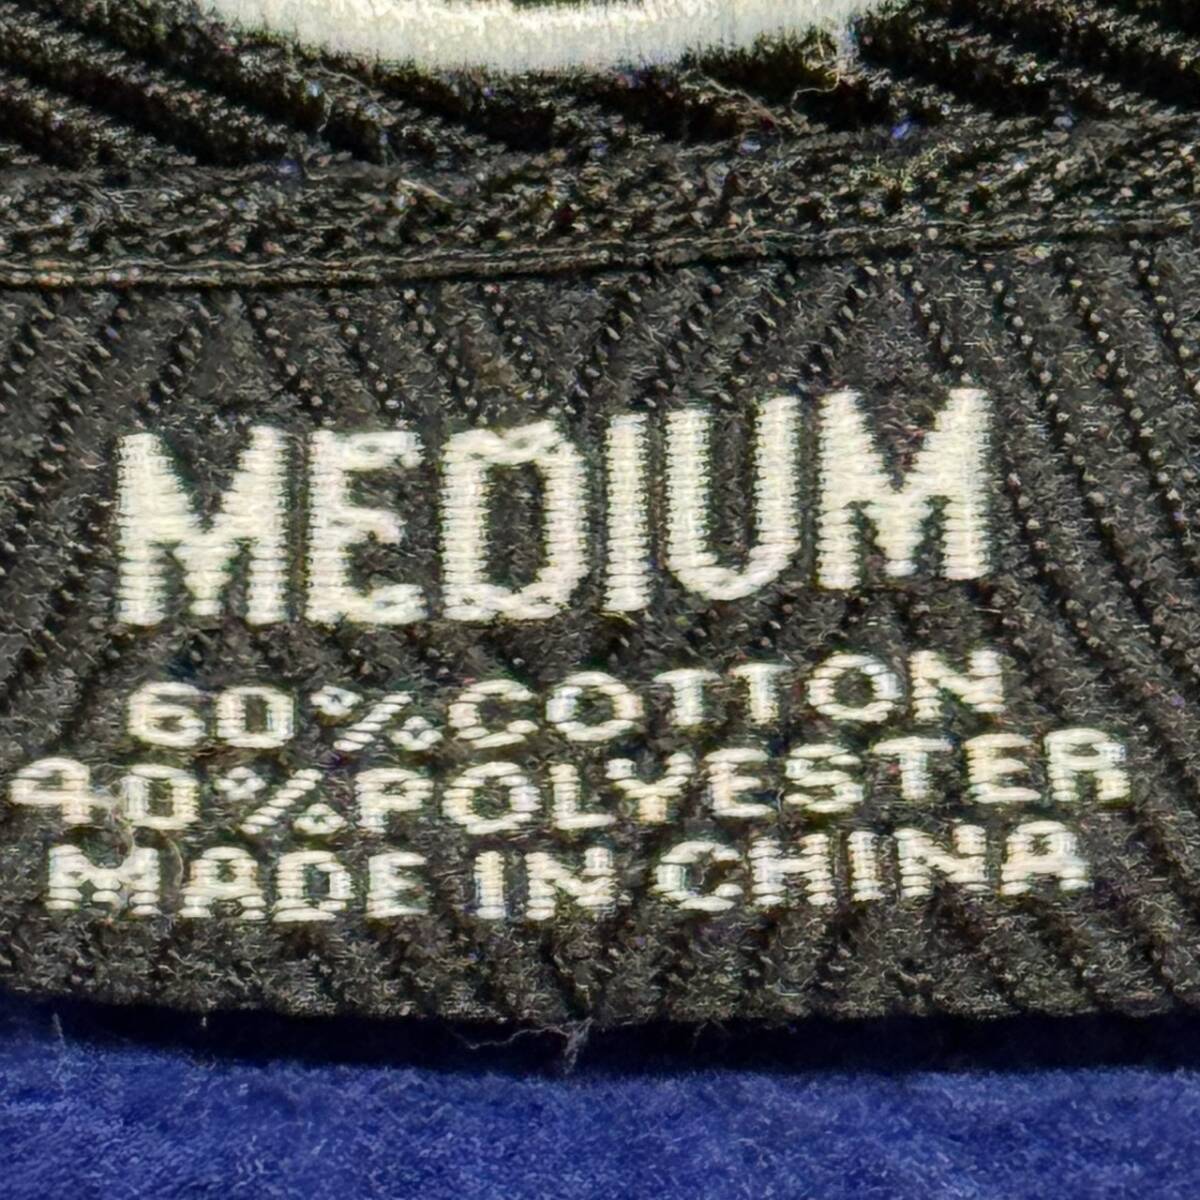 MEDIUM
60%COTTON
40%POLYESTER
MADE IN CHINA